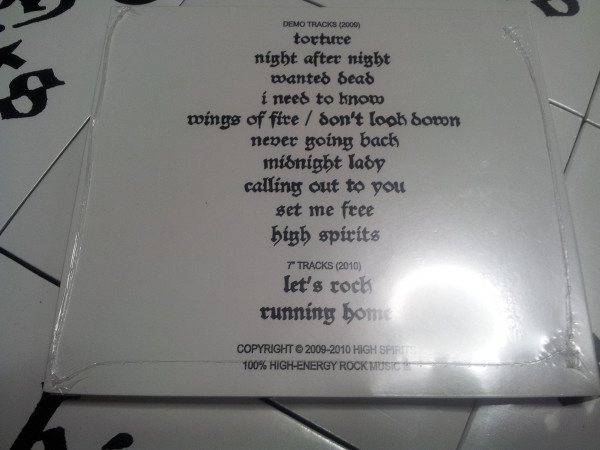 DEMO TRACKS (2009)
torture
night after night
wanted dead
i need to know
wings of fire / don't look down
never going back
midnight lady
calling out to you
set me free
high spirits
7" TRACKS (2010)
let's rock
running home
COPYRIGHT © 2009-2010 HIGH SPIRITS
100% HIGH-ENERGY ROCK MUSIC